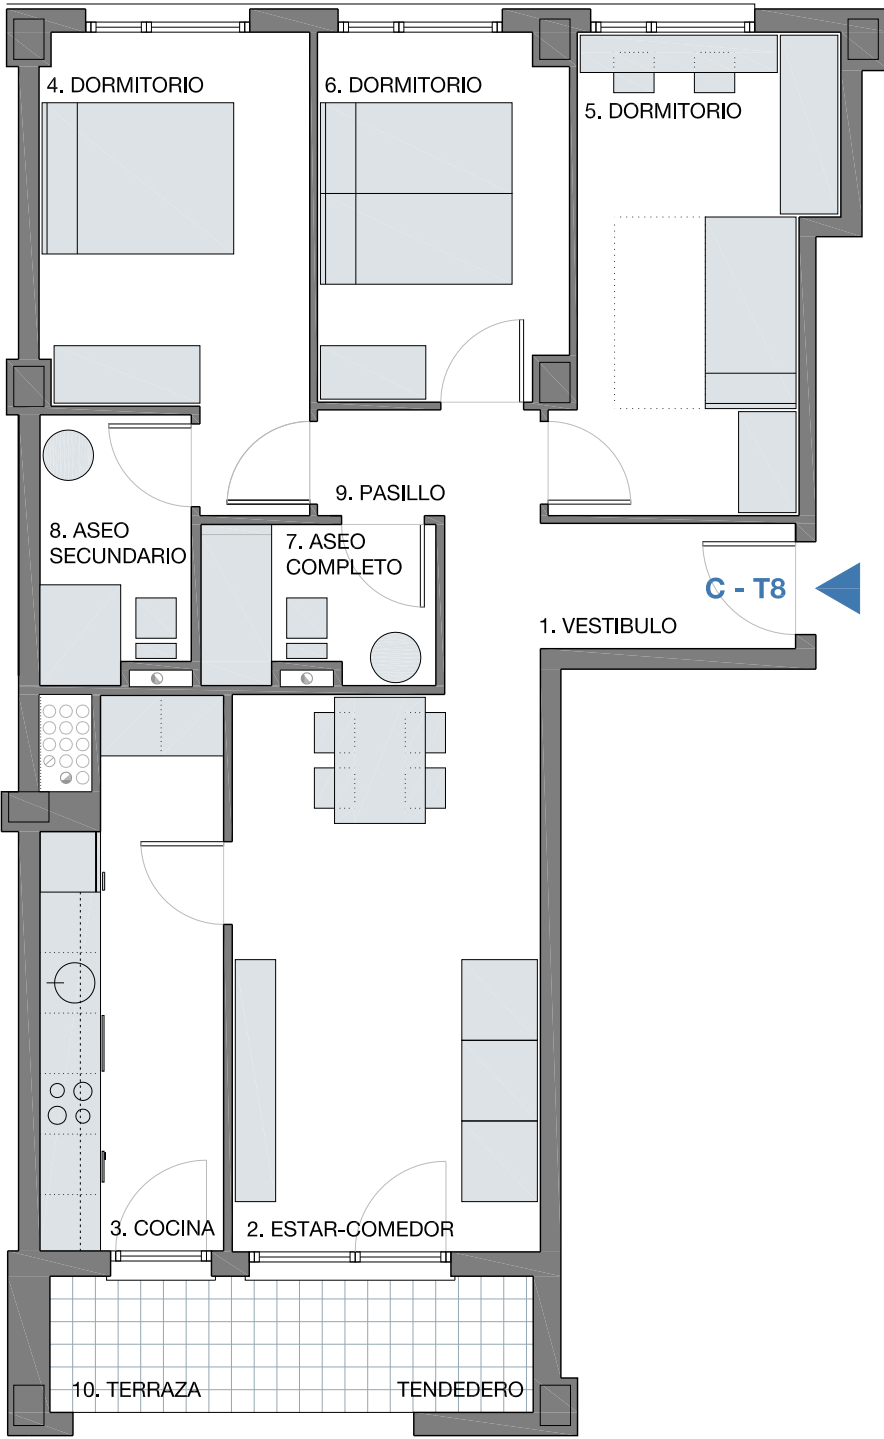 4. DORMITORIO
6. DORMITORIO
5. DORMITORIO
9. PASILLO
8. ASEO
SECUNDARIO
7. ASEO
COMPLETO
C - T8
1. VESTIBULO
3. COCINA
2. ESTAR-COMEDOR
10. TERRAZA
TENDEDERO